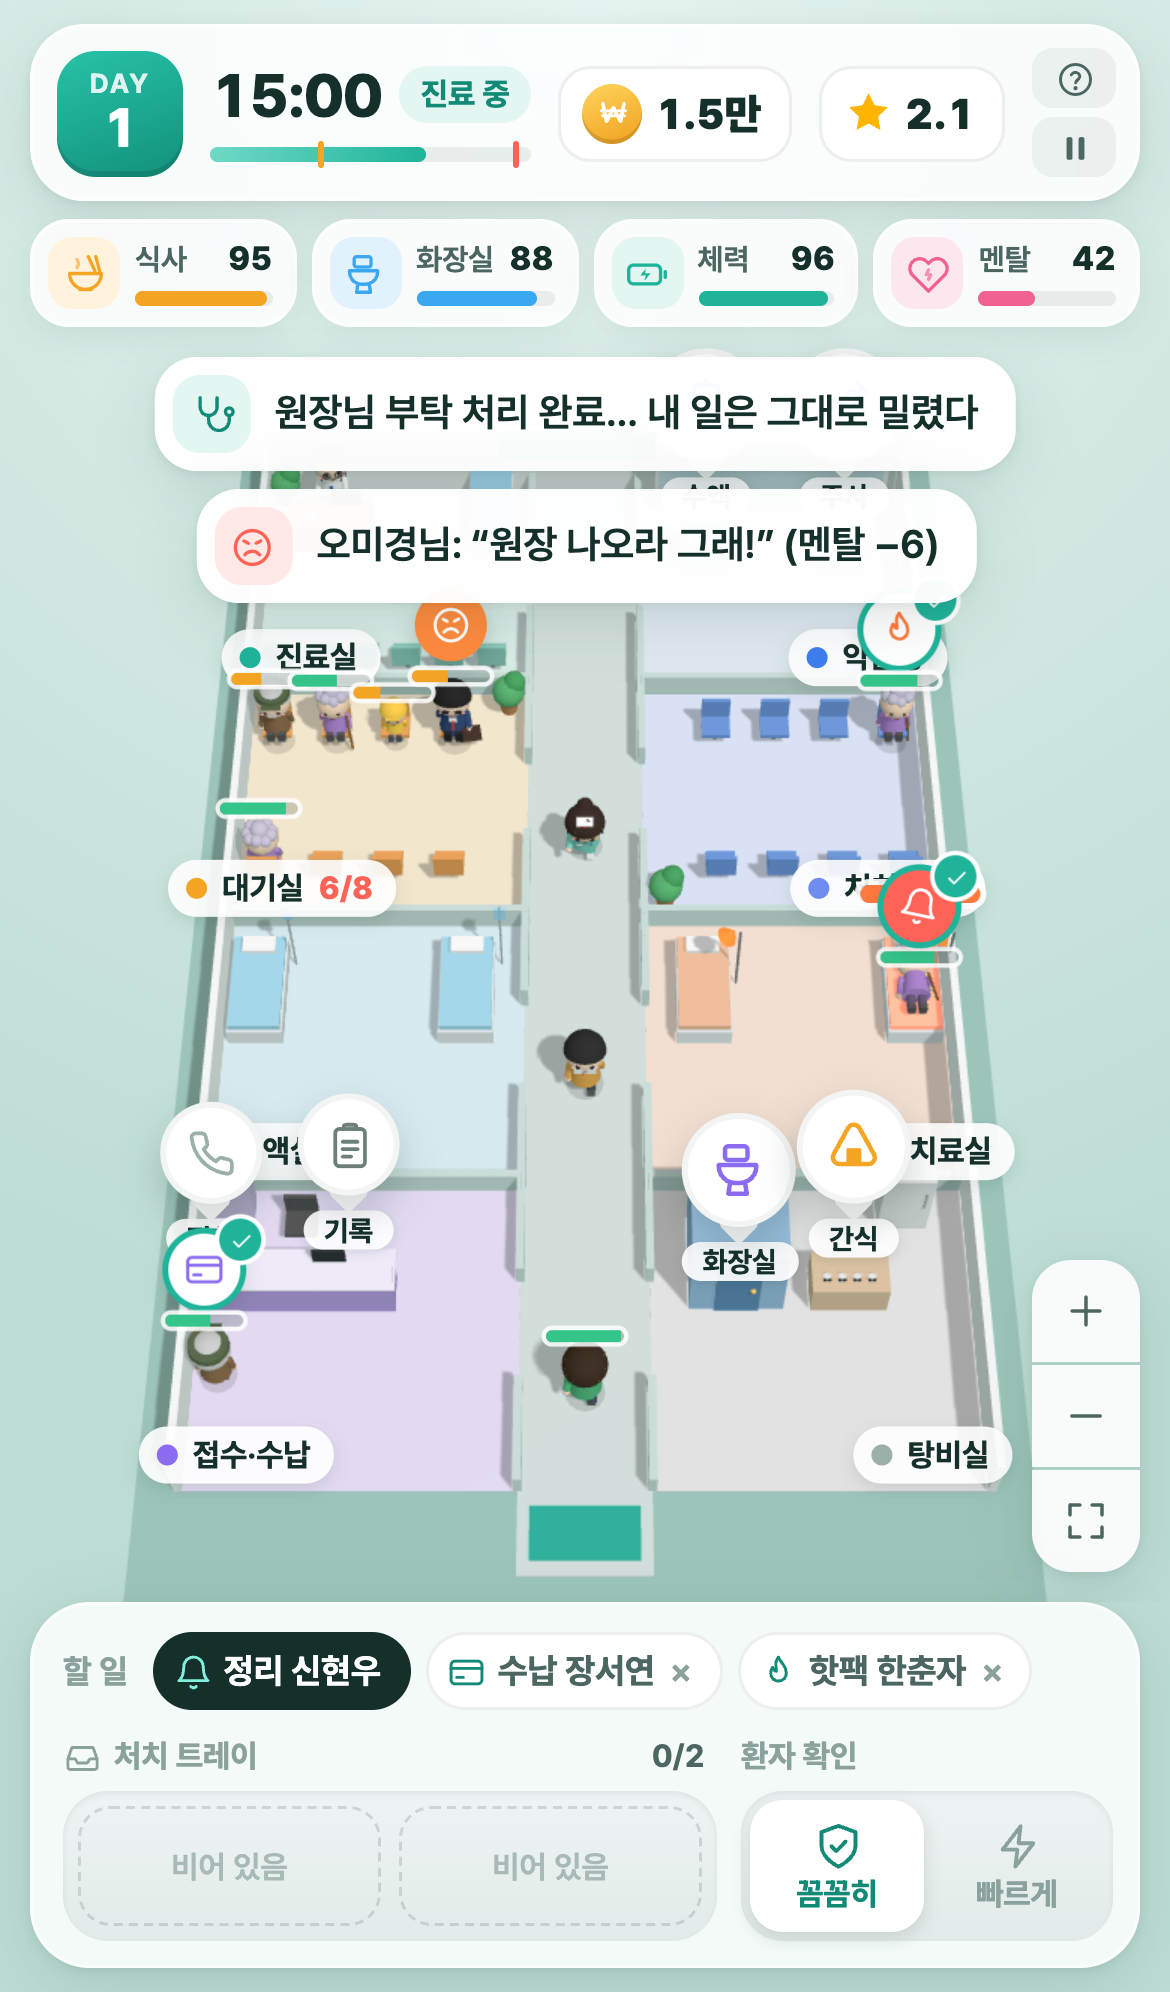 DAY
1
15:00
진료 중
1.5만
2.1
식사 95
화장실 88
체력 96
멘탈 42
원장님 부탁 처리 완료... 내 일은 그대로 밀렸다
오미경님: “원장 나오라 그래!” (멘탈 −6)
진료실
대기실 6/8
기록
치료실
화장실
간식
접수·수납
탕비실
할 일
정리 신현우
수납 장서연 ×
핫팩 한춘자 ×
처치 트레이 0/2
환자 확인
비어 있음
비어 있음
꼼꼼히
빠르게